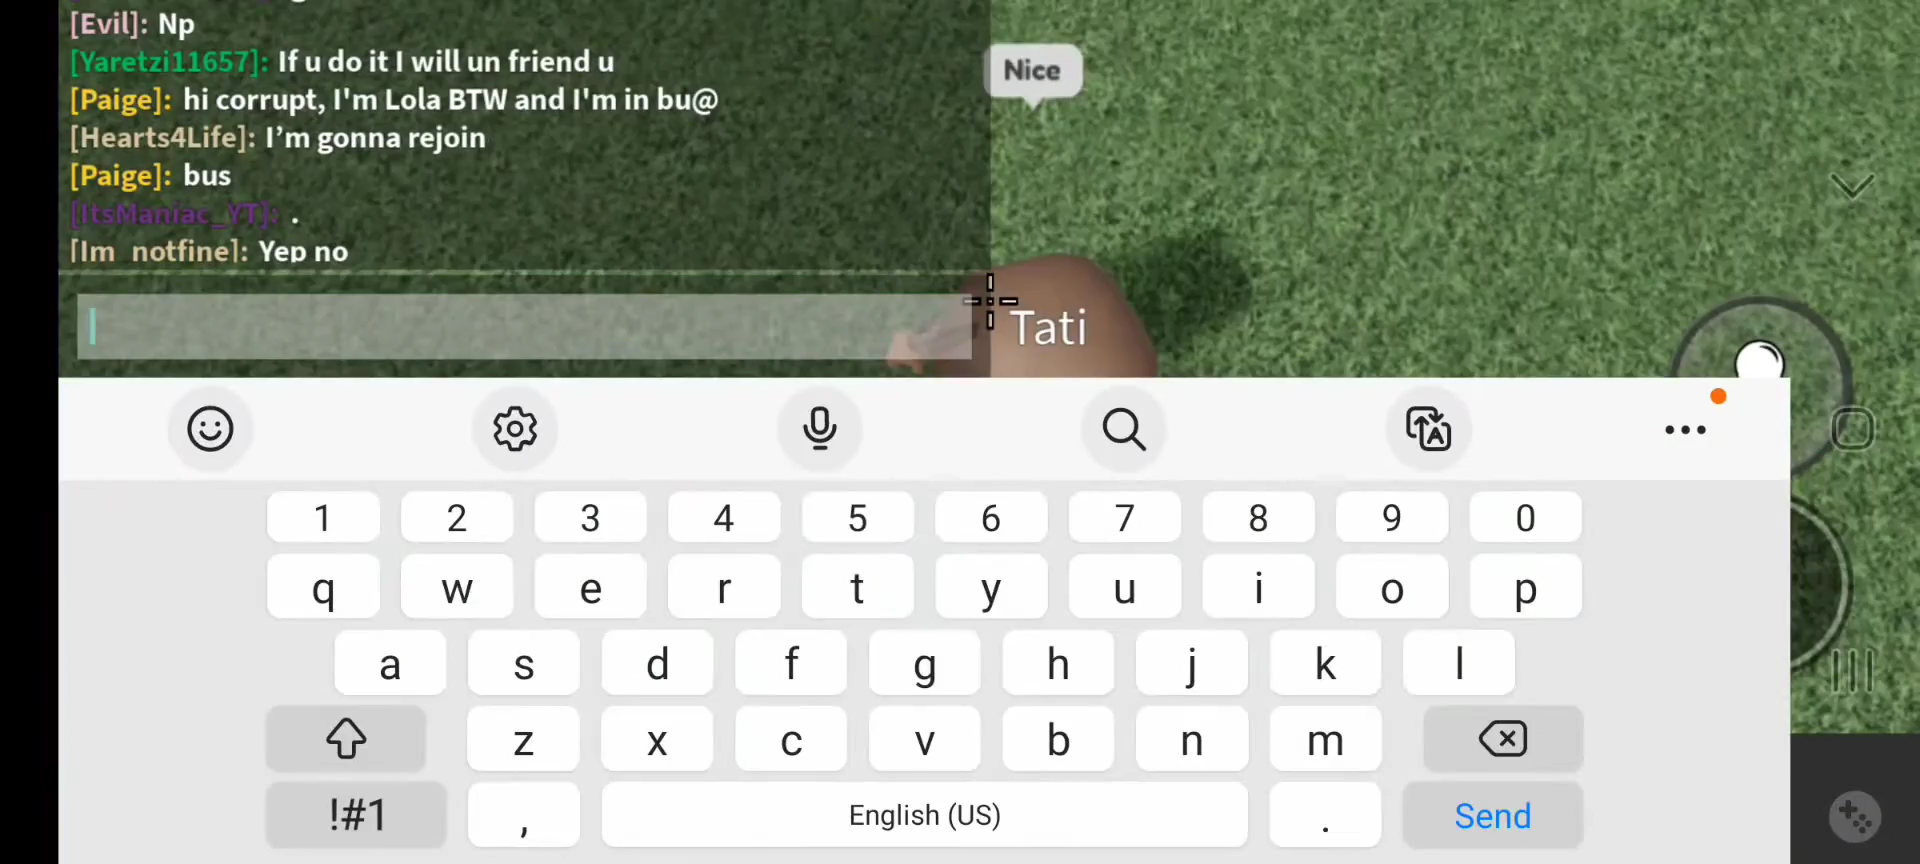 [Evil]: Np
[Yaretzi11657]: If u do it I will un friend u
[Paige]: hi corrupt, I'm Lola BTW and I'm in bu@
[Hearts4Life]: I’m gonna rejoin
[Paige]: bus
[ItsManiac_YT]: .
[Im_notfine]: Yep no
Nice
Tati
1 2 3 4 5 6 7 8 9 0
q w e r t y u i o p
a s d f g h j k l
z x c v b n m
!#1 , English (US) . Send